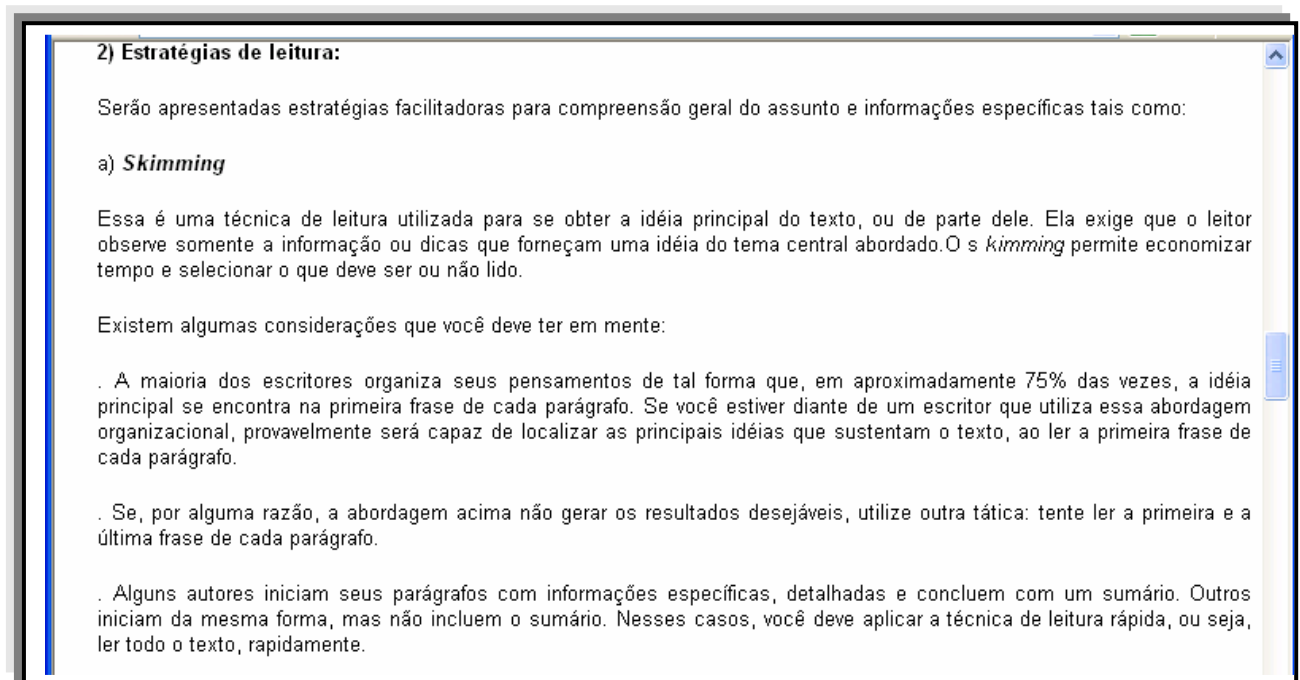 2) Estratégias de leitura:
Serão apresentadas estratégias facilitadoras para compreensão geral do assunto e informações específicas tais como:
a) Skimming
Essa é uma técnica de leitura utilizada para se obter a idéia principal do texto, ou de parte dele. Ela exige que o leitor
observe somente a informação ou dicas que forneçam uma idéia do tema central abordado.O s kimming permite economizar
tempo e selecionar o que deve ser ou não lido.
Existem algumas considerações que você deve ter em mente:
. A maioria dos escritores organiza seus pensamentos de tal forma que, em aproximadamente 75% das vezes, a idéia
principal se encontra na primeira frase de cada parágrafo. Se você estiver diante de um escritor que utiliza essa abordagem
organizacional, provavelmente será capaz de localizar as principais idéias que sustentam o texto, ao ler a primeira frase de
cada parágrafo.
. Se, por alguma razão, a abordagem acima não gerar os resultados desejáveis, utilize outra tática: tente ler a primeira e a
última frase de cada parágrafo.
. Alguns autores iniciam seus parágrafos com informações específicas, detalhadas e concluem com um sumário. Outros
iniciam da mesma forma, mas não incluem o sumário. Nesses casos, você deve aplicar a técnica de leitura rápida, ou seja,
ler todo o texto, rapidamente.